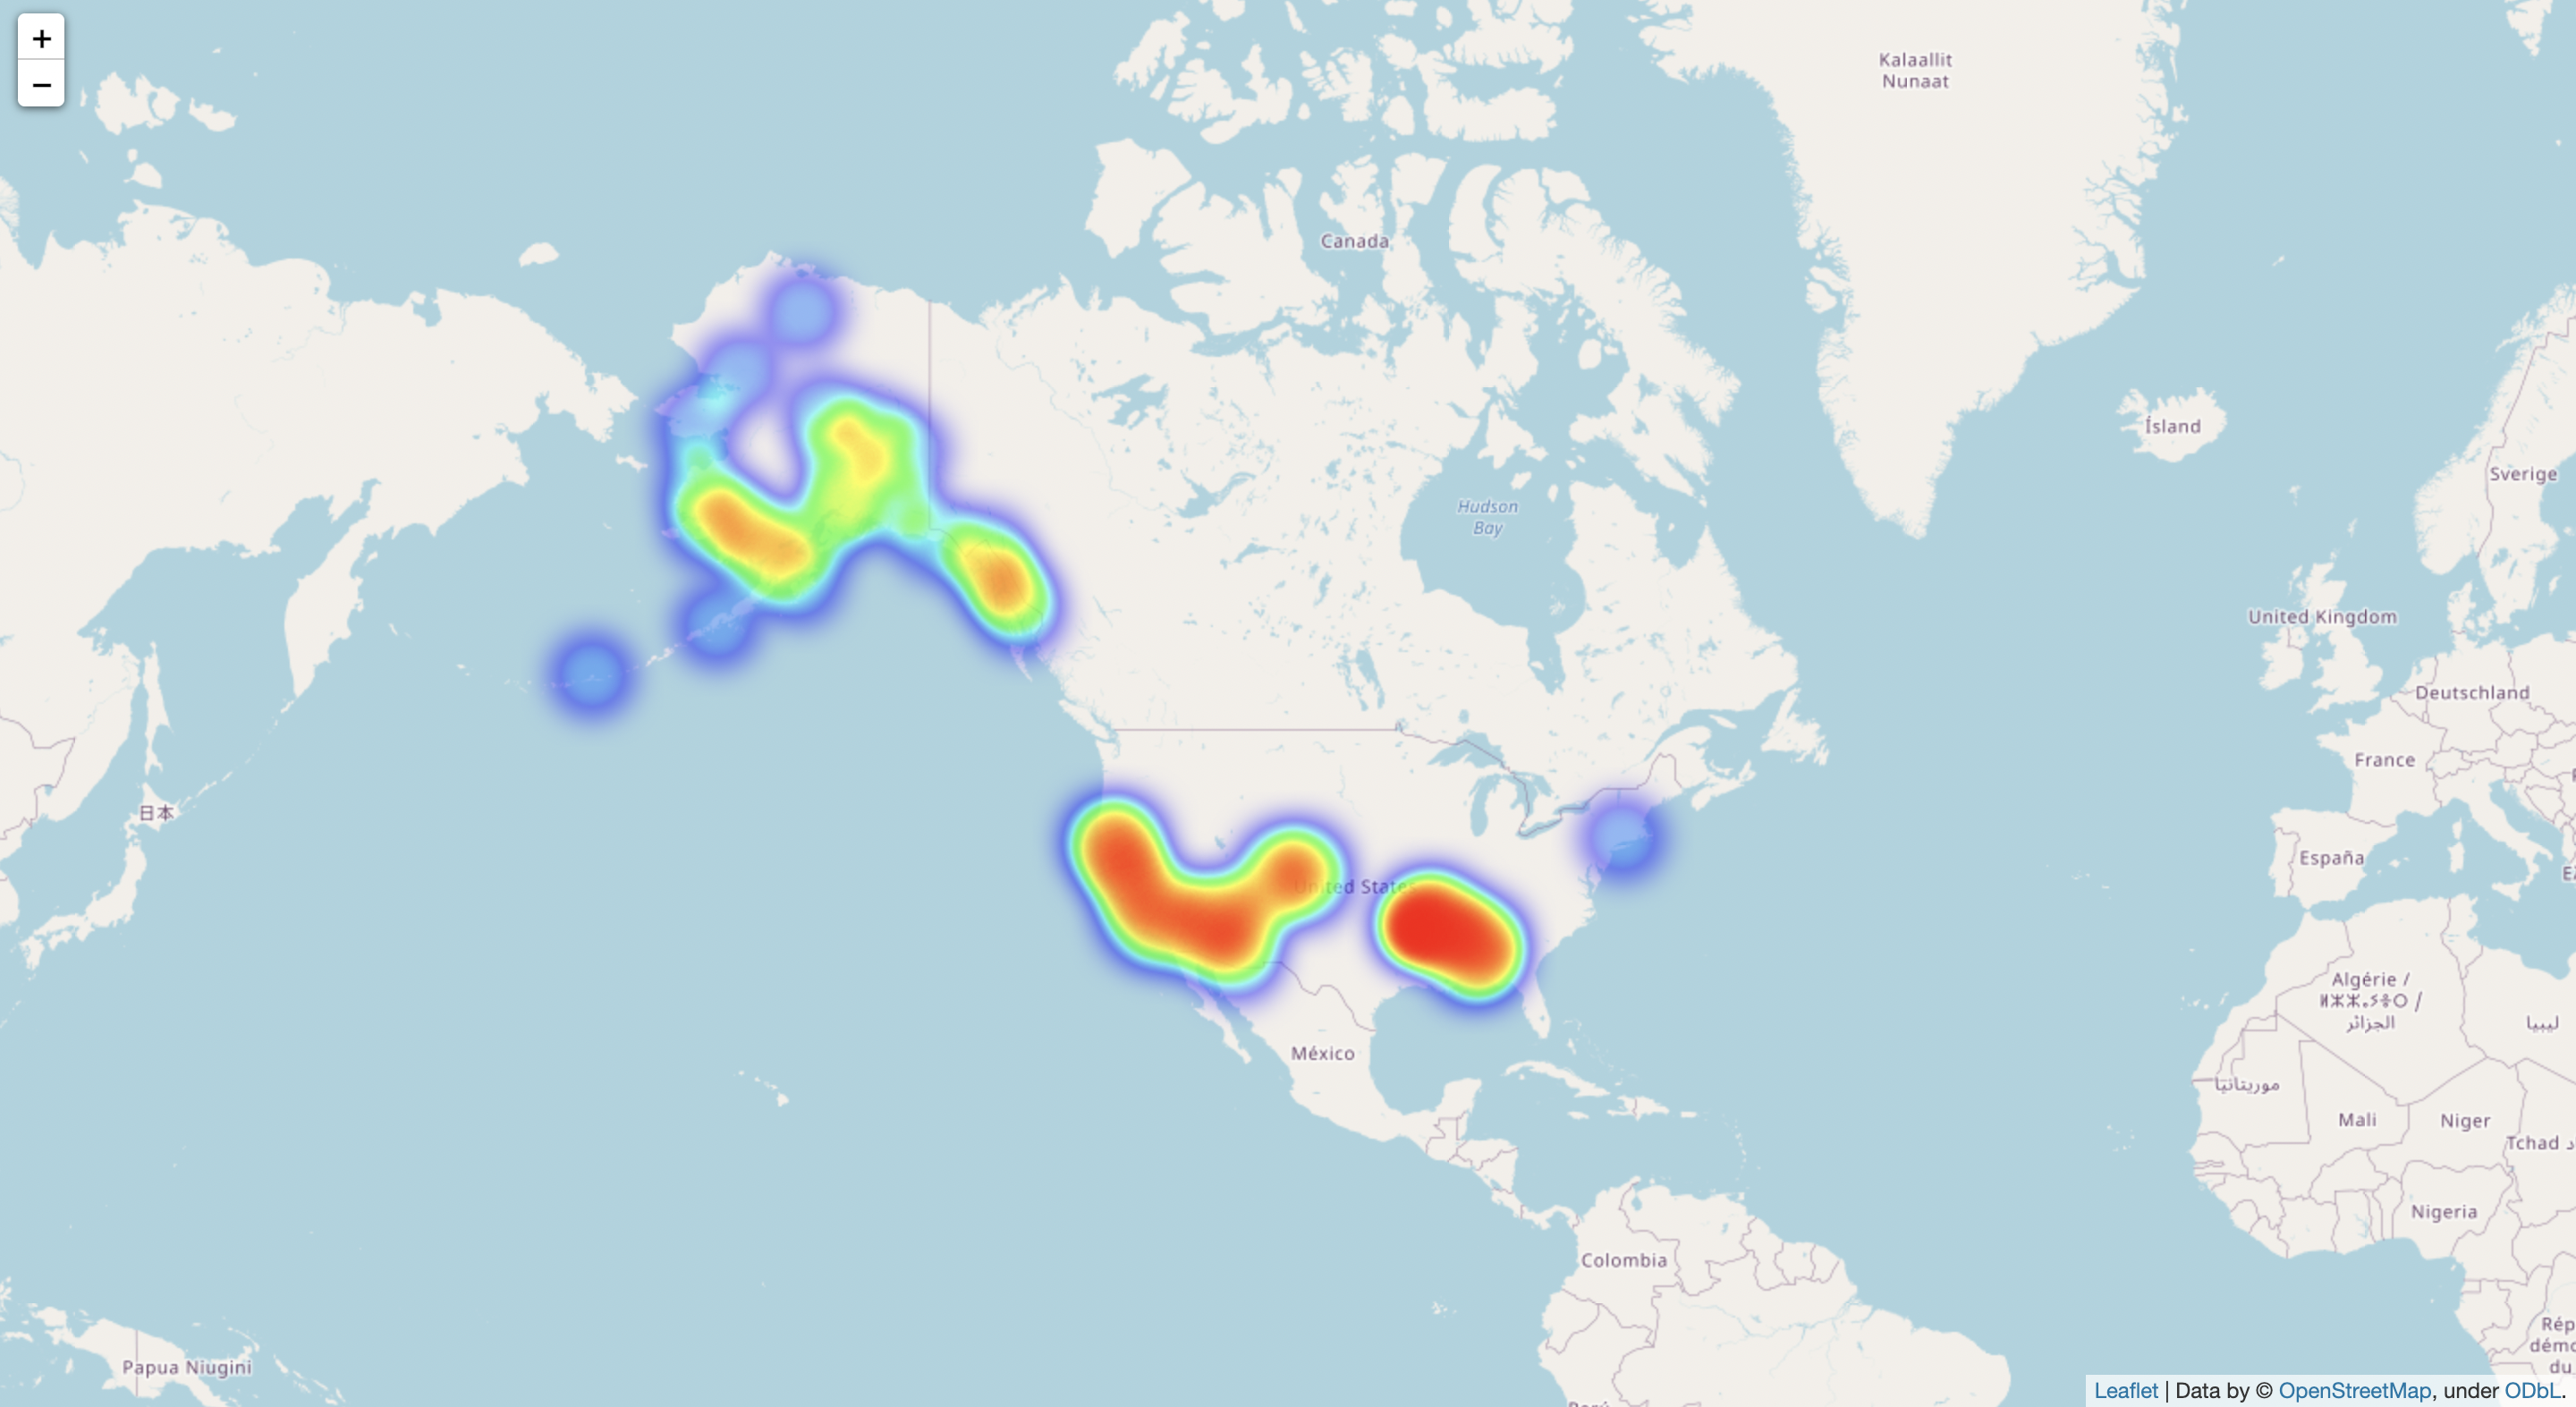 +
−
Kalaallit
Nunaat
Canada
Ísland
Sverige
Hudson
Bay
United Kingdom
Deutschland
France
日本
España
United States
Algérie /
ⵍⵣⵣⴰⵢⴻⵔ /
الجزائر
ليبيا
México
موريتانيا
Mali
Niger
Tchad
Nigeria
Colombia
Papua Niugini
Rép
démo
du
Leaflet | Data by © OpenStreetMap, under ODbL.